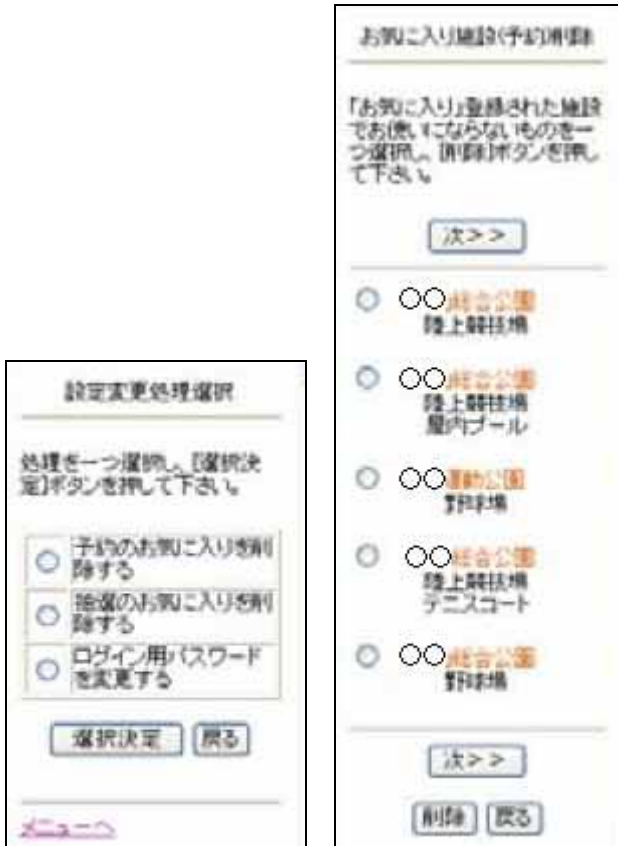 設定変更処理選択
処理を一つ選択し、[選択決
定]ボタンを押して下さい。
予約のお気に入りを削
除する
抽選のお気に入りを削
除する
ログイン用パスワード
を変更する
選択決定 戻る
メニューへ
お気に入り施設(予約)削除
「お気に入り」登録された施設
でお使いにならないものを一
つ選択し、[削除]ボタンを押し
て下さい。
次>>
○○総合公園
陸上競技場
○○総合公園
陸上競技場
屋内プール
○○運動公園
野球場
○○総合公園
陸上競技場
テニスコート
○○総合公園
野球場
次>>
削除 戻る